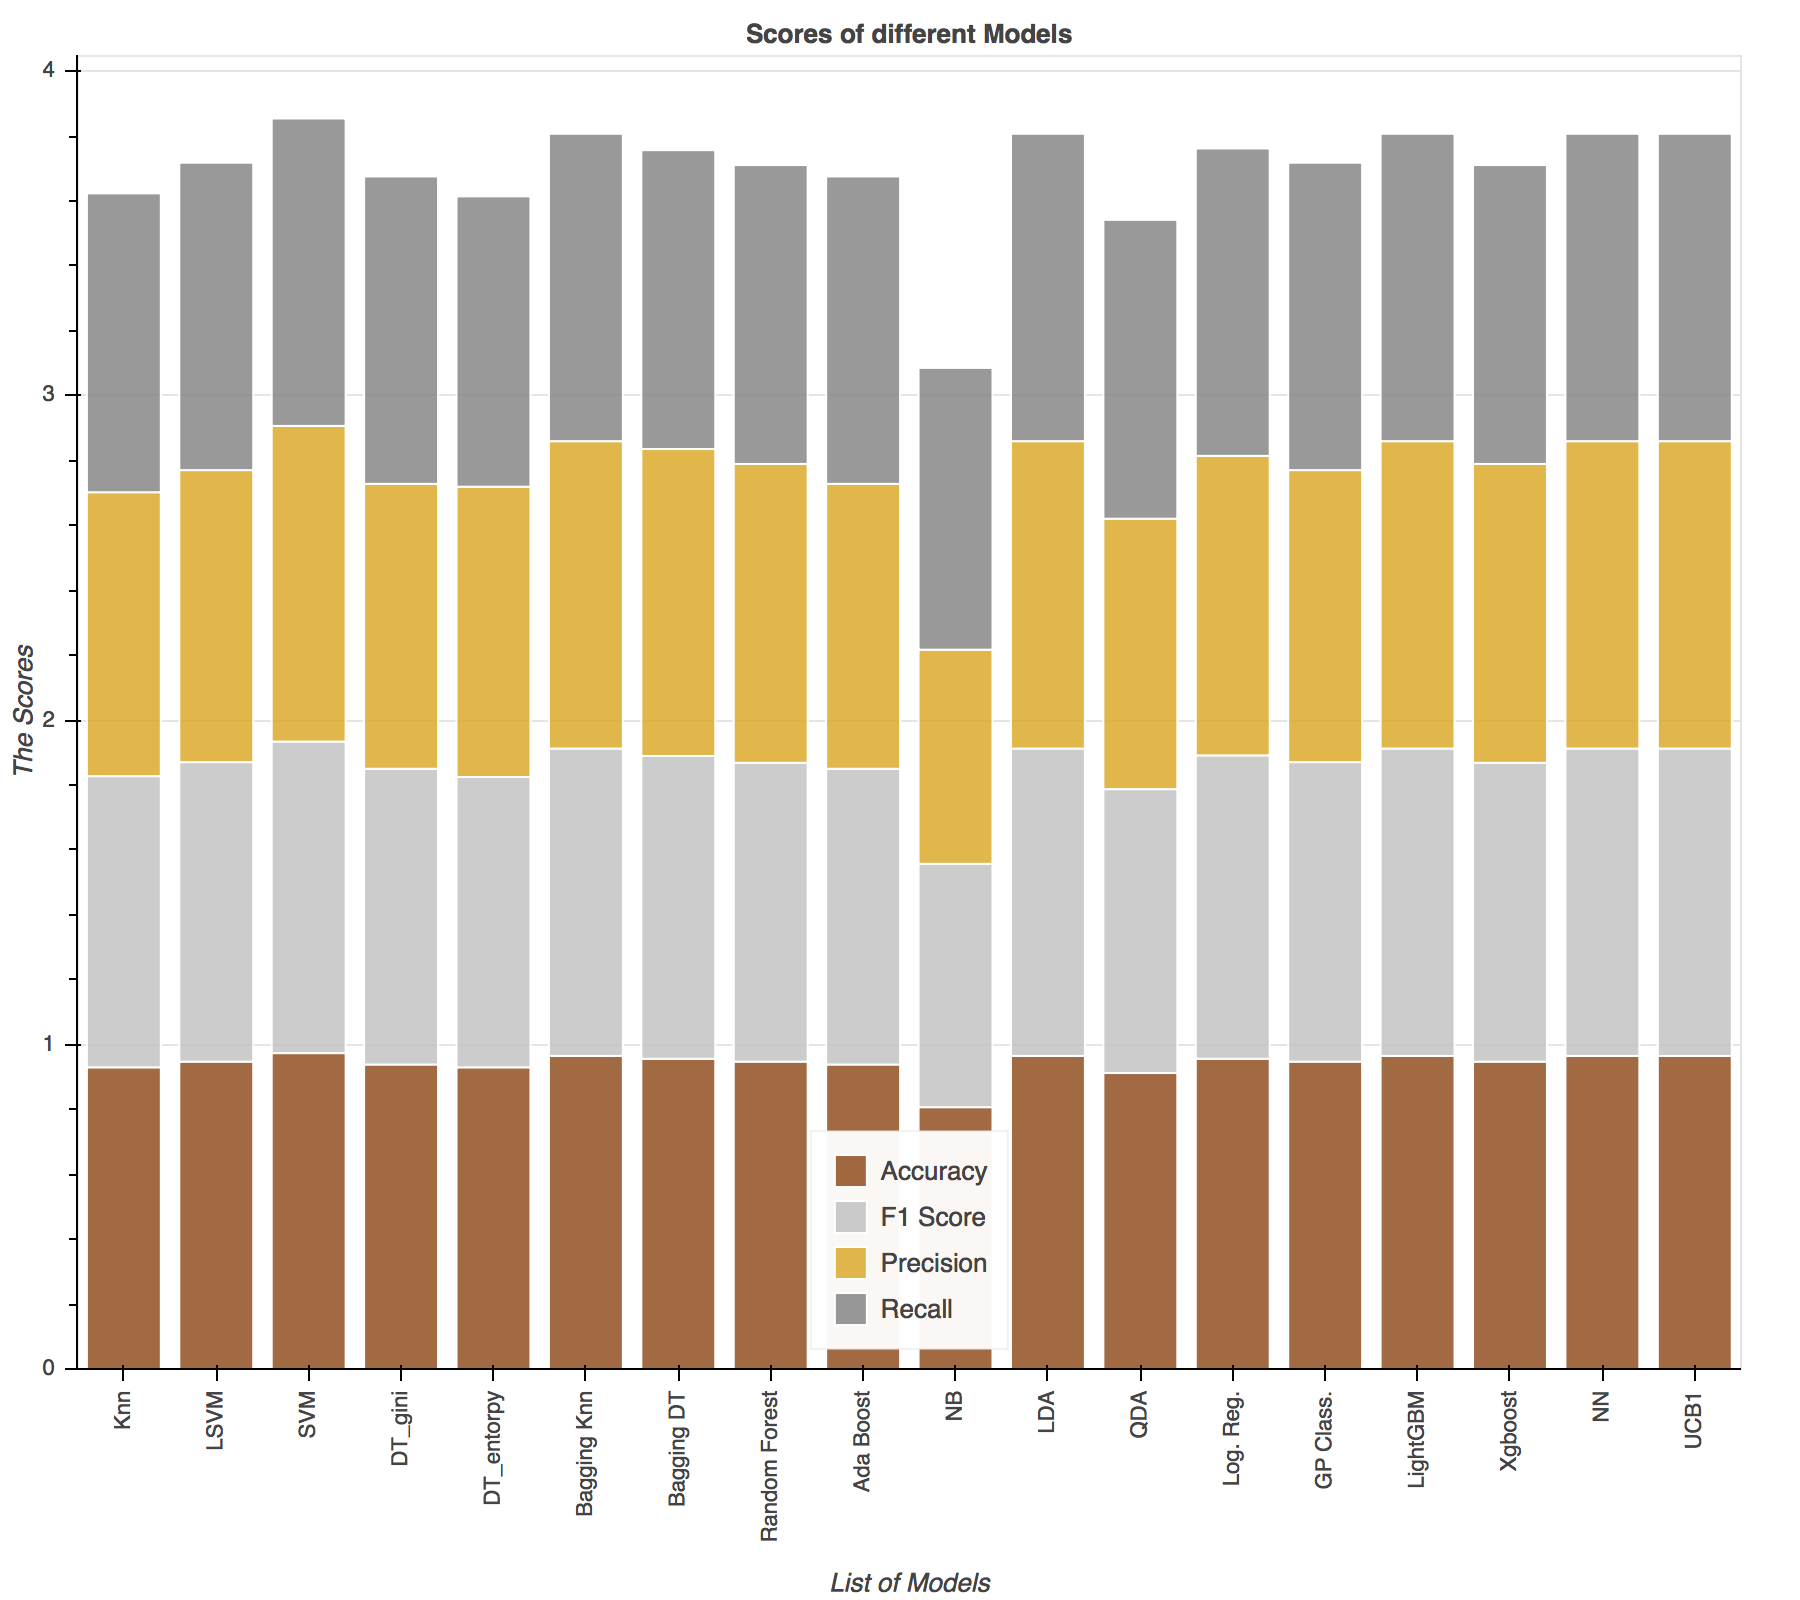 Scores of different Models
4
3
2
1
0
The Scores
Accuracy
F1 Score
Precision
Recall
Knn
LSVM
SVM
DT_gini
DT_entorpy
Bagging Knn
Bagging DT
Random Forest
Ada Boost
NB
LDA
QDA
Log. Reg.
GP Class.
LightGBM
Xgboost
NN
UCB1
List of Models